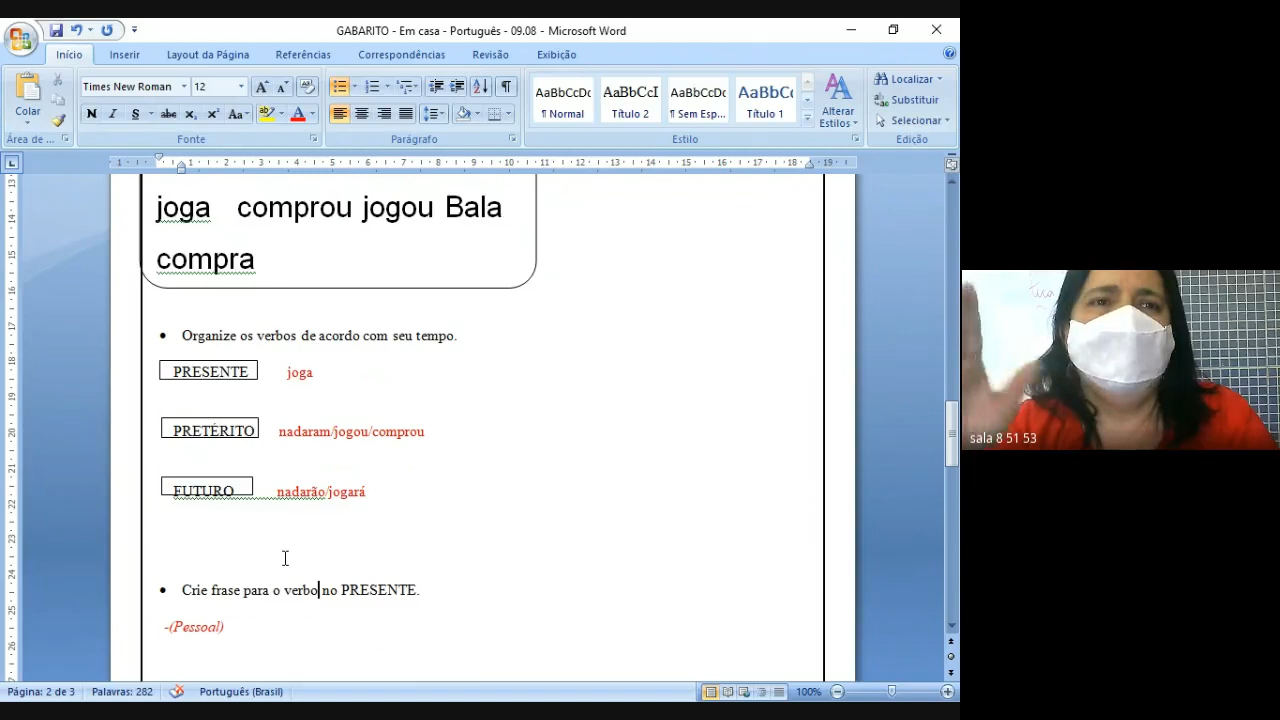 GABARITO - Em casa - Português - 09.08 - Microsoft Word
Início Inserir Layout da Página Referências Correspondências Revisão Exibição
Times New Roman 12
Colar
AaBbCcDc AaBbCcI AaBbCcDc AaBbCc
¶ Normal Título 2 ¶ Sem Esp... Título 1
Alterar Estilos
Localizar
Substituir
Selecionar
Área de ... Fonte Parágrafo Estilo Edição
joga comprou jogou Bala
compra
• Organize os verbos de acordo com seu tempo.
PRESENTE joga
PRETÉRITO nadaram/jogou/comprou
FUTURO nadarão/jogará
• Crie frase para o verbo no PRESENTE.
-(Pessoal)
Página: 2 de 3 Palavras: 282 Português (Brasil) 100%
sala 8 51 53